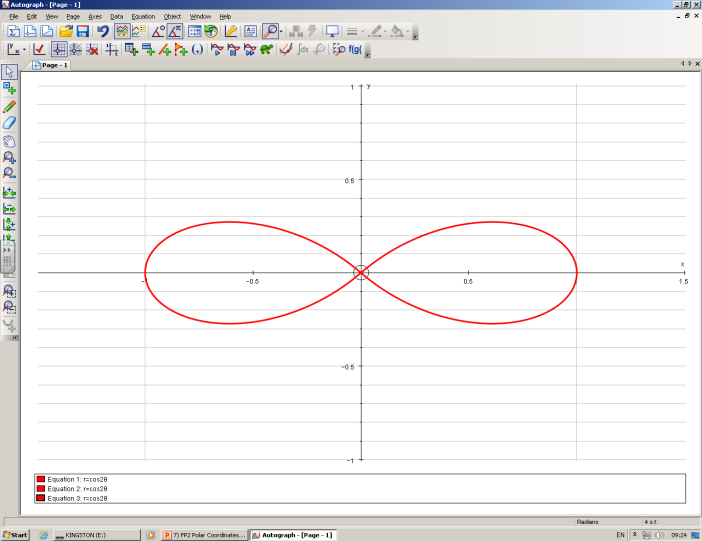 Autograph - [Page - 1]
File Edit View Page Axes Data Equation Object Window Help
Page - 1
1 y
0.5
x
-0.5 0.5 1.5
-0.5
-1
Equation 1: r=cos2θ
Equation 2: r=cos2θ
Equation 3: r=cos2θ
Radians 4 s.f.
Start KINGSTON (E:) 7) FP2 Polar Coordinates... Autograph - [Page - 1] EN 09:24